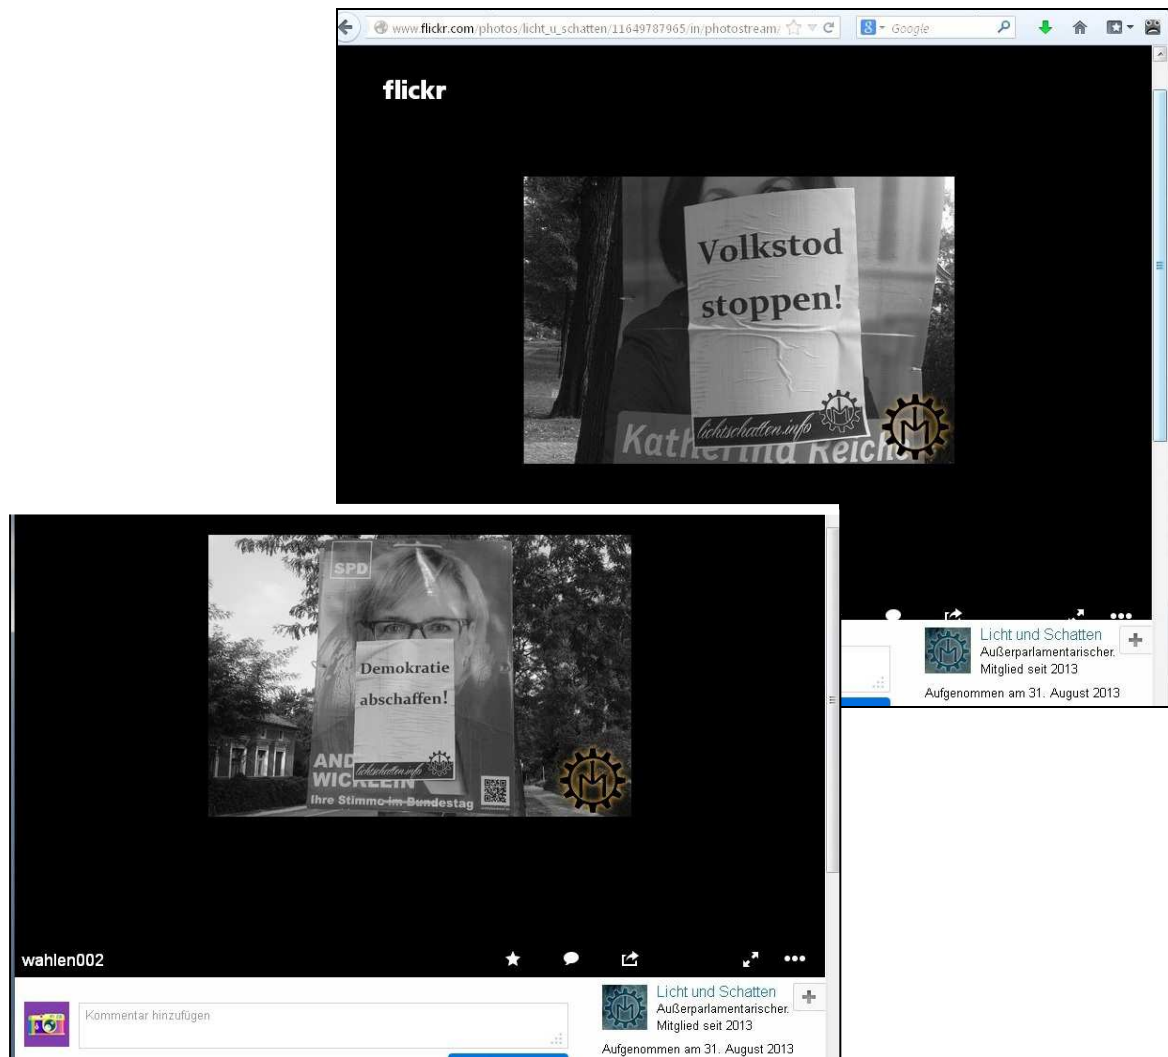 www.flickr.com/photos/licht_u_schatten/11649787965/in/photostream/
Google
flickr
Volkstod
stoppen!
lichtschatten.info
Katherina Reiche
Licht und Schatten
Außerparlamentarischer.
Mitglied seit 2013
Aufgenommen am 31. August 2013
SPD
Demokratie
abschaffen!
lichtschatten.info
AND
WICKLEIN
Ihre Stimme im Bundestag
wahlen002
Kommentar hinzufügen
Licht und Schatten
Außerparlamentarischer.
Mitglied seit 2013
Aufgenommen am 31. August 2013